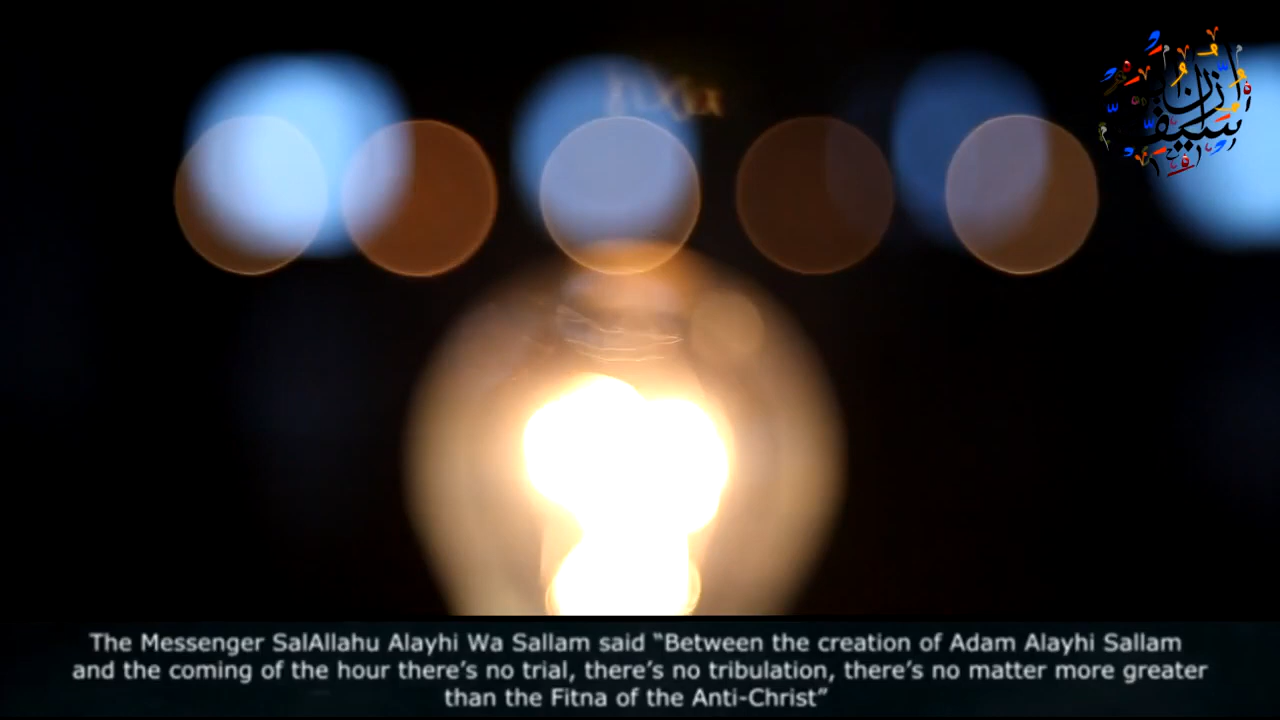 The Messenger SalAllahu Alayhi Wa Sallam said “Between the creation of Adam Alayhi Sallam
and the coming of the hour there’s no trial, there’s no tribulation, there’s no matter more greater
than the Fitna of the Anti-Christ”